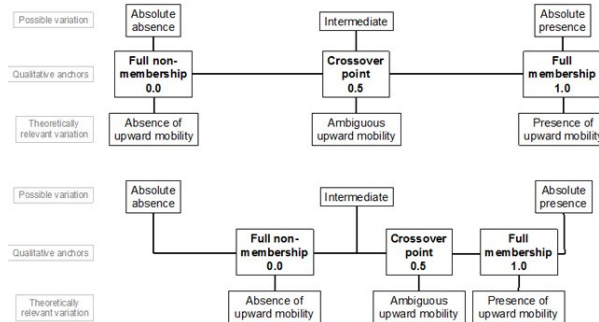 Possible variation
Absolute
absence
Intermediate
Absolute
presence
Qualitative anchors
Full non-
membership
0.0
Crossover
point
0.5
Full
membership
1.0
Theoretically
relevant variation
Absence of
upward mobility
Ambiguous
upward mobility
Presence of
upward mobility
Possible variation
Absolute
absence
Intermediate
Absolute
presence
Qualitative anchors
Full non-
membership
0.0
Crossover
point
0.5
Full
membership
1.0
Theoretically
relevant variation
Absence of
upward mobility
Ambiguous
upward mobility
Presence of
upward mobility